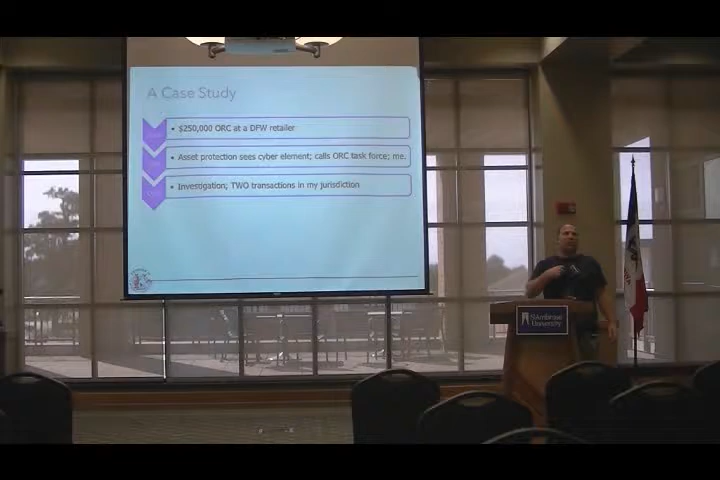 A Case Study
• $250,000 ORC at a DFW retailer
• Asset protection sees cyber element; calls ORC task force; me.
• Investigation; TWO transactions in my jurisdiction
St.Ambrose
University